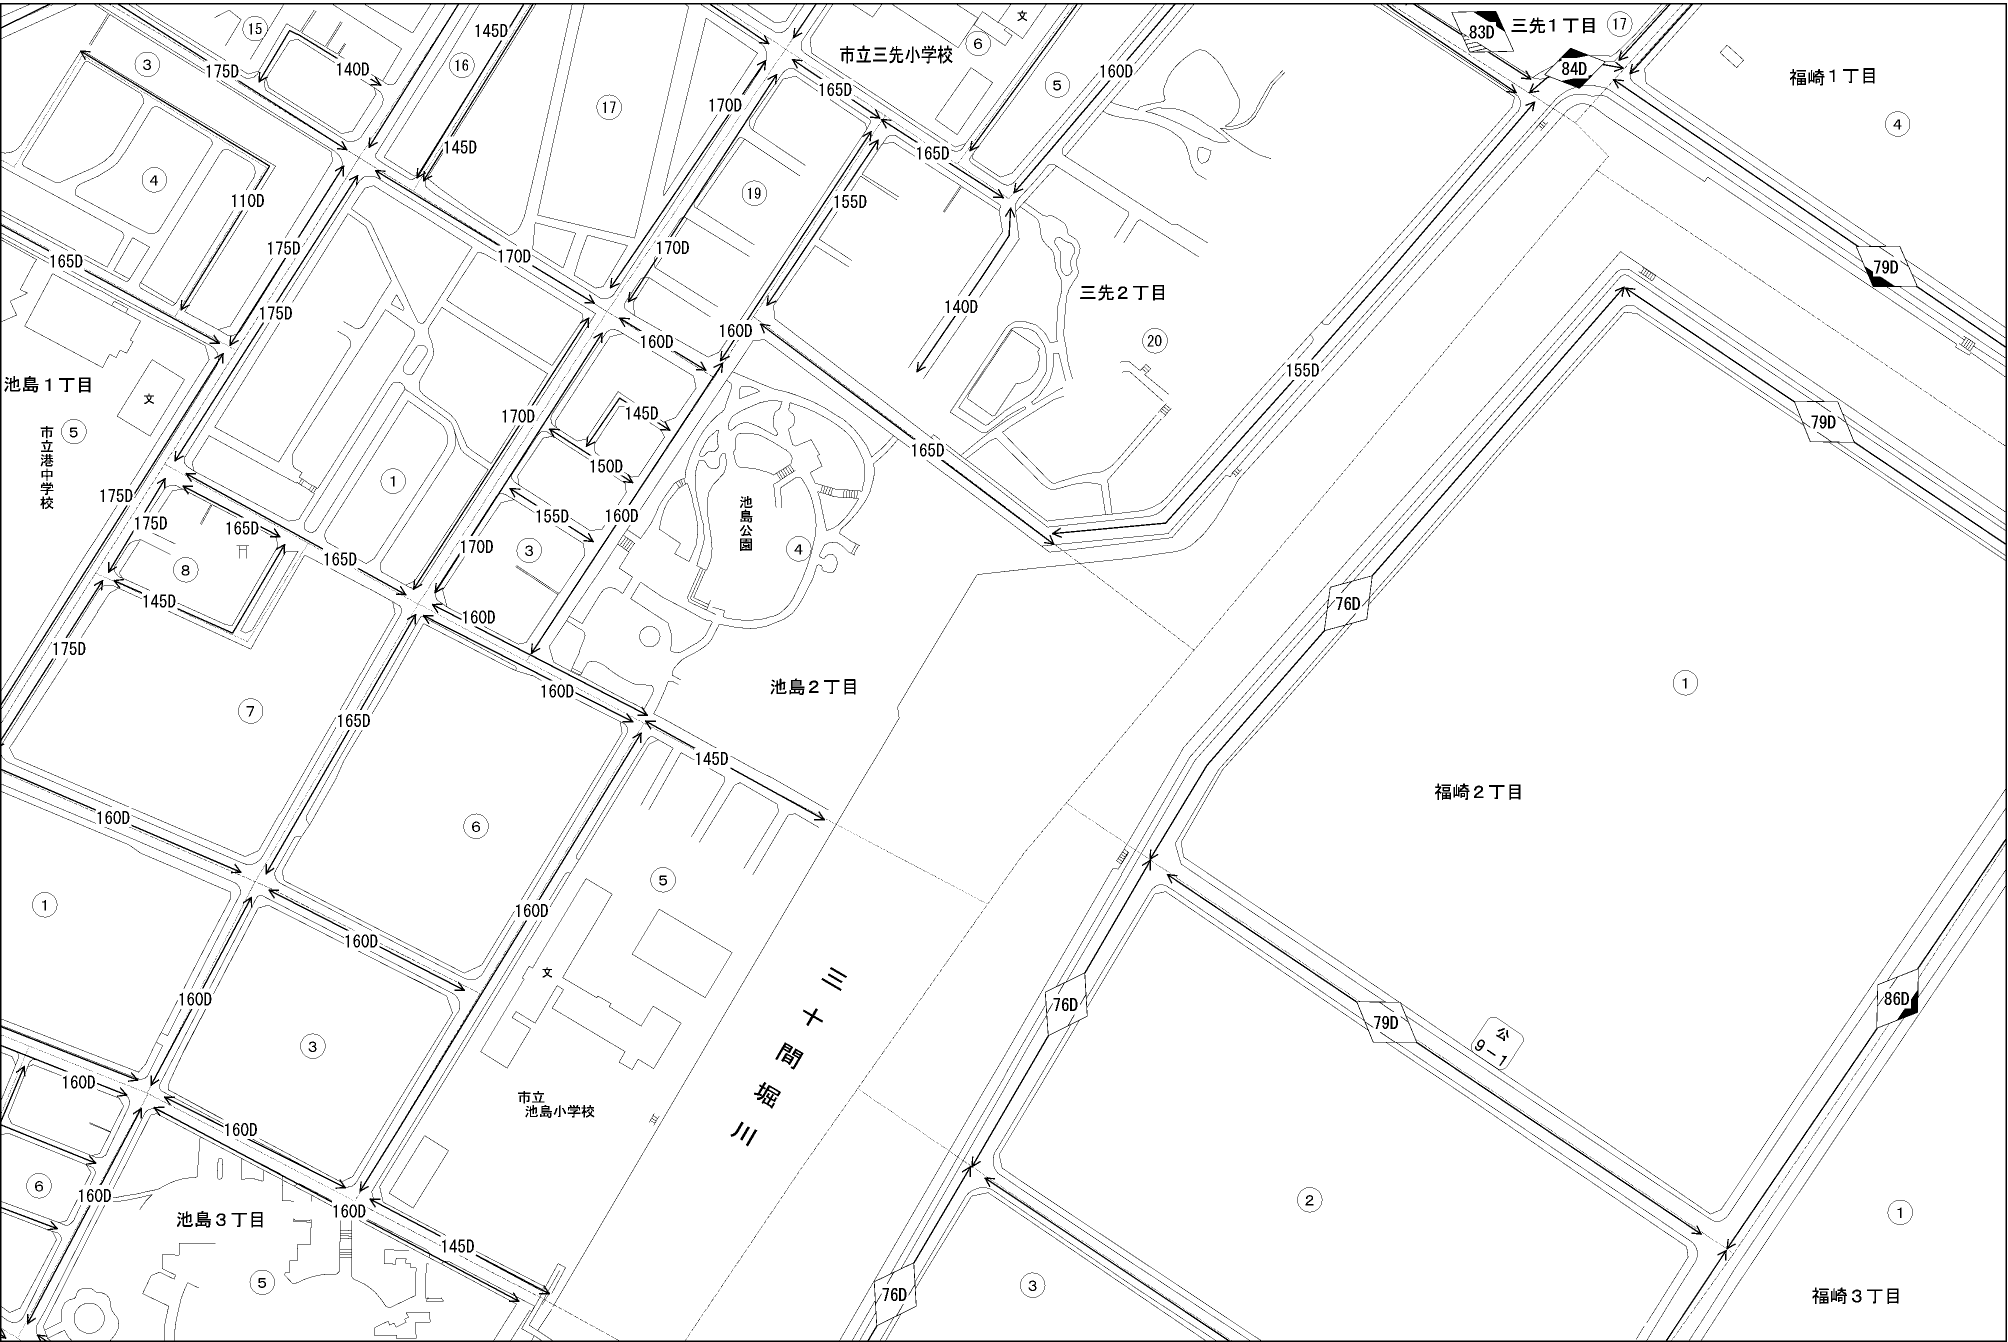 15
145D
16
140D
175D
3
17
170D
市立三先小学校
文
6
165D
5
160D
83D
三先１丁目
17
84D
福崎１丁目
4
4
110D
145D
19
165D
155D
175D
170D
170D
79D
165D
175D
160D
160D
140D
三先２丁目
20
155D
池島１丁目
文
5
市立港中学校
170D
145D
165D
79D
1
150D
175D
175D
165D
155D
160D
池島公園
3
4
170D
165D
8
145D
160D
76D
175D
7
165D
160D
池島２丁目
1
145D
福崎２丁目
160D
6
5
1
160D
160D
文
160D
三十間堀川
76D
79D
86D
公
9－1
3
160D
市立
池島小学校
160D
6
160D
160D
池島３丁目
145D
5
2
1
76D
3
福崎３丁目